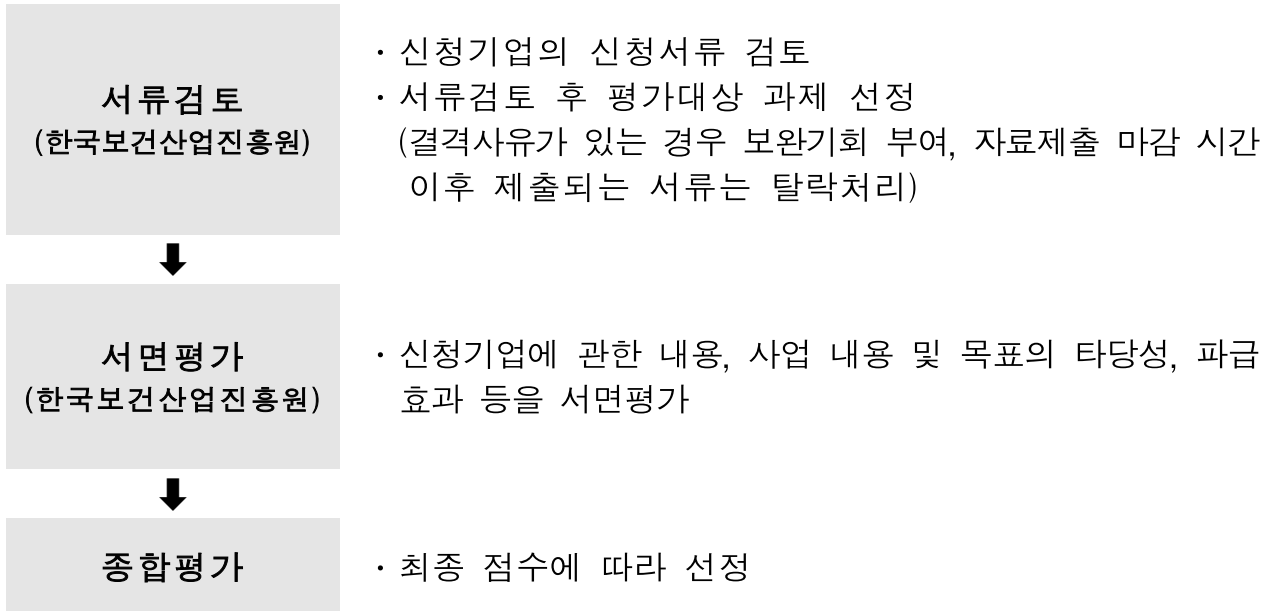 서류검토
(한국보건산업진흥원)
· 신청기업의 신청서류 검토
· 서류검토 후 평가대상 과제 선정
(결격사유가 있는 경우 보완기회 부여, 자료제출 마감 시간
이후 제출되는 서류는 탈락처리)
서면평가
(한국보건산업진흥원)
· 신청기업에 관한 내용, 사업 내용 및 목표의 타당성, 파급
효과 등을 서면평가
종합평가
· 최종 점수에 따라 선정